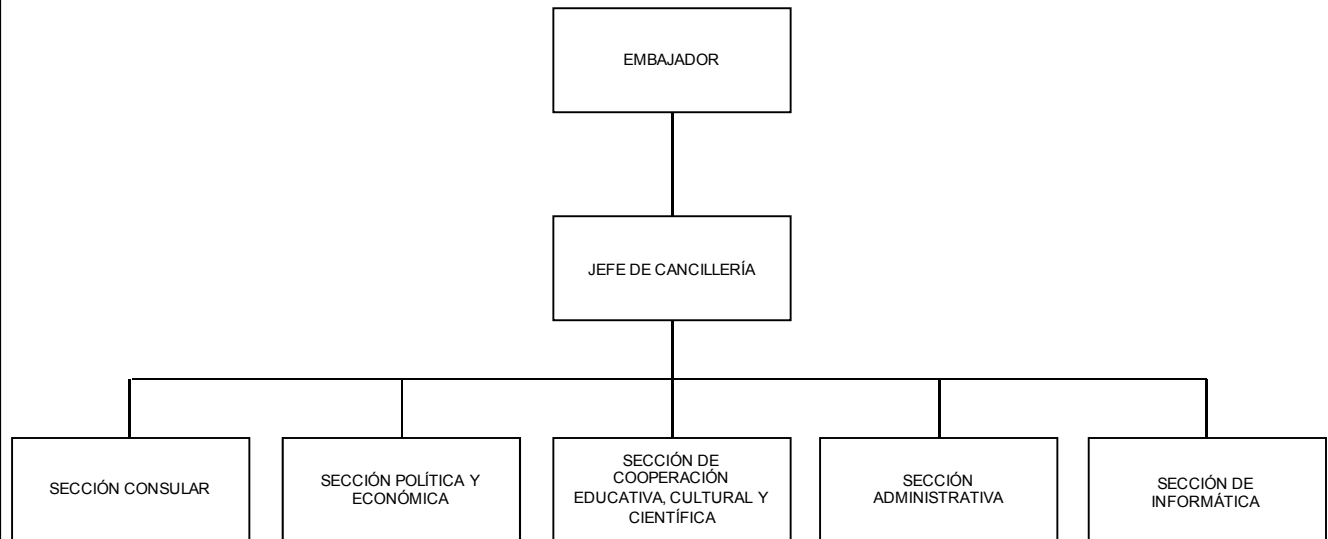 EMBAJADOR
JEFE DE CANCILLERÍA
SECCIÓN CONSULAR
SECCIÓN POLÍTICA Y
ECONÓMICA
SECCIÓN DE
COOPERACIÓN
EDUCATIVA, CULTURAL Y
CIENTÍFICA
SECCIÓN
ADMINISTRATIVA
SECCIÓN DE
INFORMÁTICA